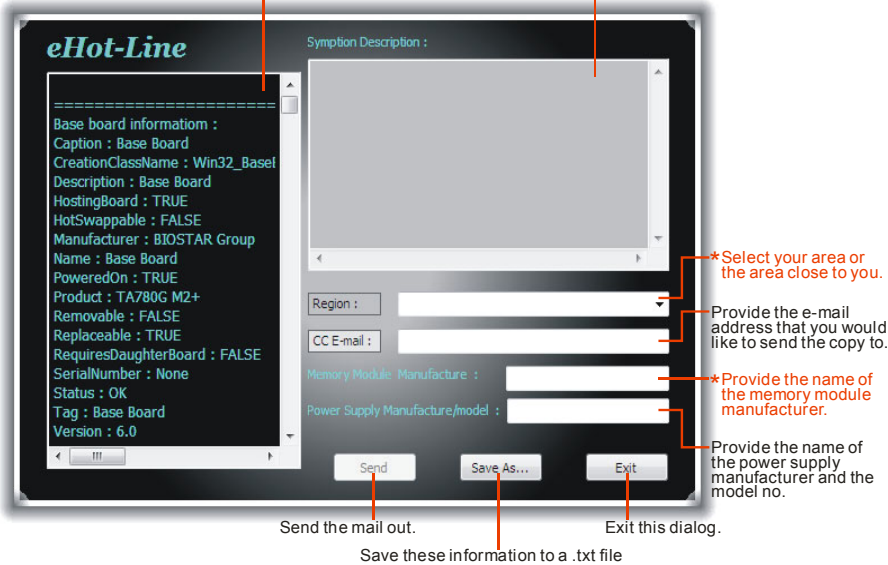 eHot-Line
========================
Base board informatiom :
Caption : Base Board
CreationClassName : Win32_BaseB
Description : Base Board
HostingBoard : TRUE
HotSwappable : FALSE
Manufacturer : BIOSTAR Group
Name : Base Board
PoweredOn : TRUE
Product : TA780G M2+
Removable : FALSE
Replaceable : TRUE
RequiresDaughterBoard : FALSE
SerialNumber : None
Status : OK
Tag : Base Board
Version : 6.0
Symption Description :
Region :
CC E-mail :
Memory Module Manufacture :
Power Supply Manufacture/model :
Send
Save As...
Exit
*Select your area or
the area close to you.
Provide the e-mail
address that you would
like to send the copy to.
*Provide the name of
the memory module
manufacturer.
Provide the name of
the power supply
manufacturer and the
model no.
Send the mail out.
Exit this dialog.
Save these information to a .txt file